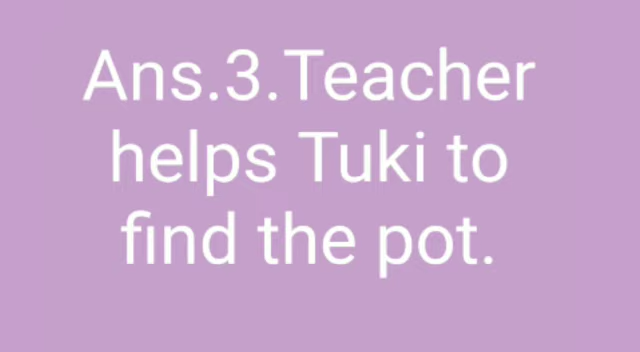 Ans.3.Teacher
helps Tuki to
find the pot.